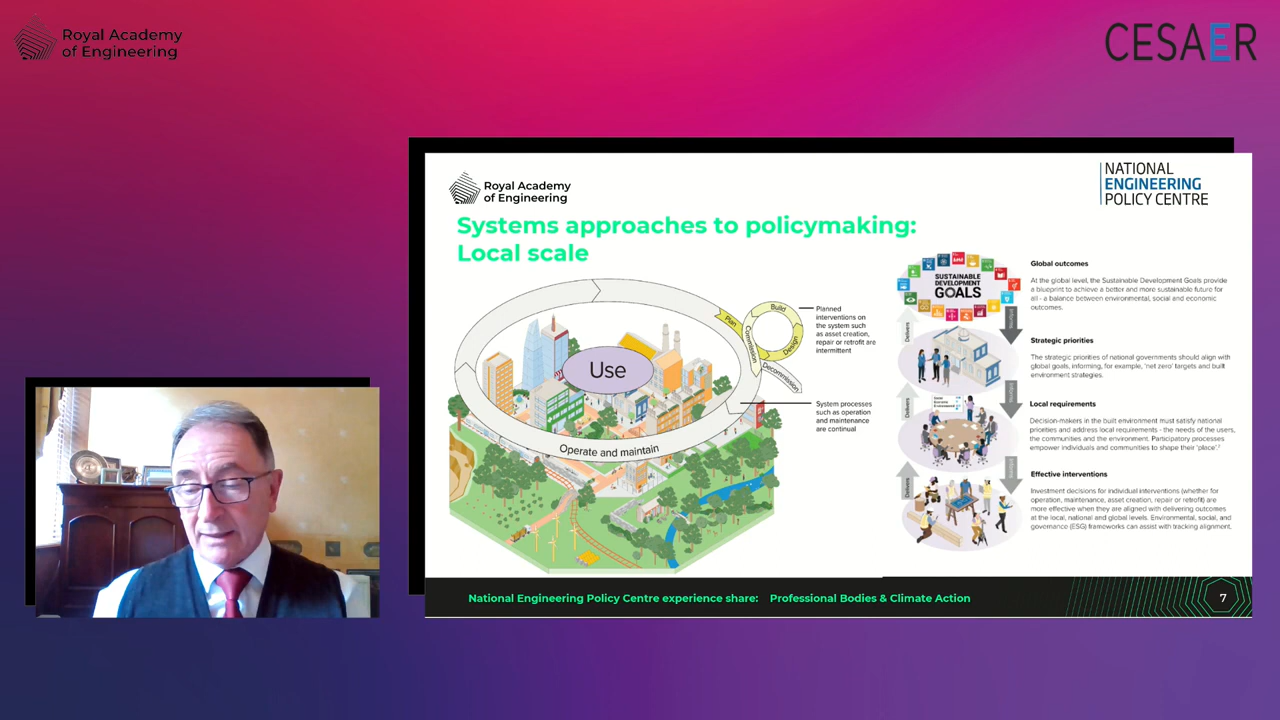 Royal Academy
of Engineering
CESAER
Royal Academy
of Engineering
NATIONAL
ENGINEERING
POLICY CENTRE
Systems approaches to policymaking:
Local scale
Use
Operate and maintain
Plan
Build
Design
Commission
Decommission
Planned
interventions on
the system such
as asset creation,
repair or retrofit are
intermittent
System processes
such as operation
and maintenance
are continual
SUSTAINABLE
DEVELOPMENT
GOALS
Delivers
Informs
Delivers
Informs
Delivers
Informs
Global outcomes
At the global level, the Sustainable Development Goals provide
a blueprint to achieve a better and more sustainable future for
all - a balance between environmental, social and economic
outcomes.
Strategic priorities
The strategic priorities of national governments should align with
global goals, informing, for example, 'net zero' targets and built
environment strategies.
Local requirements
Decision-makers in the built environment must satisfy national
priorities and address local requirements - the needs of the users,
the communities and the environment. Participatory processes
empower individuals and communities to shape their 'place'.
Effective interventions
Investment decisions for individual interventions (whether for
operation, maintenance, asset creation, repair or retrofit) are
more effective when they are aligned with delivering outcomes
at the local, national and global levels. Environmental, social, and
governance (ESG) frameworks can assist with tracking alignment.
National Engineering Policy Centre experience share: Professional Bodies & Climate Action
7